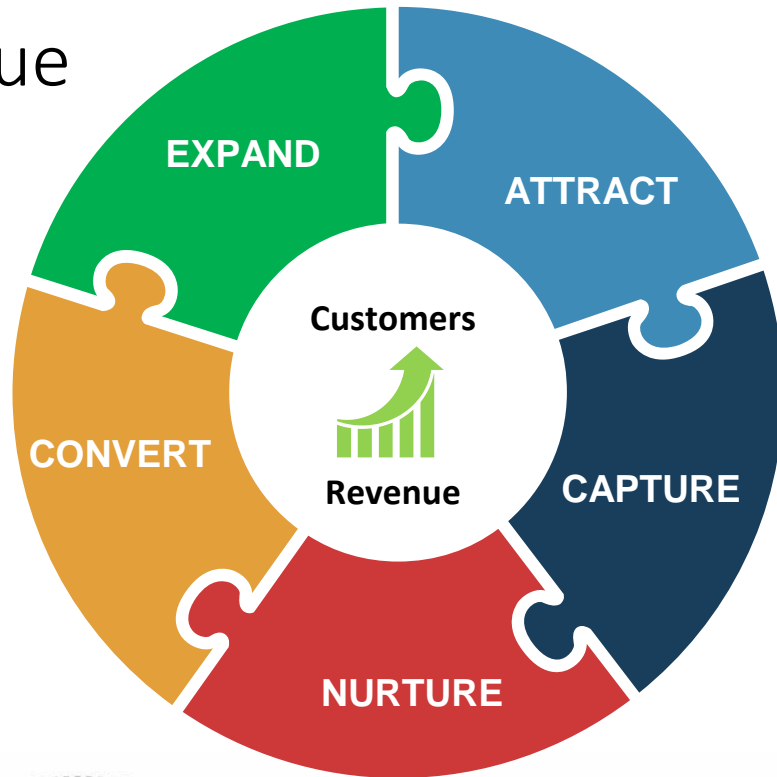 ue
EXPAND
ATTRACT
Customers
CONVERT
CAPTURE
Revenue
NURTURE